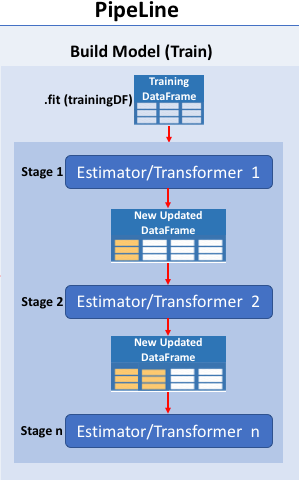 PipeLine
Build Model (Train)
Training
DataFrame
.fit (trainingDF)
Stage 1
Estimator/Transformer 1
New Updated
DataFrame
Stage 2
Estimator/Transformer 2
New Updated
DataFrame
Stage n
Estimator/Transformer n